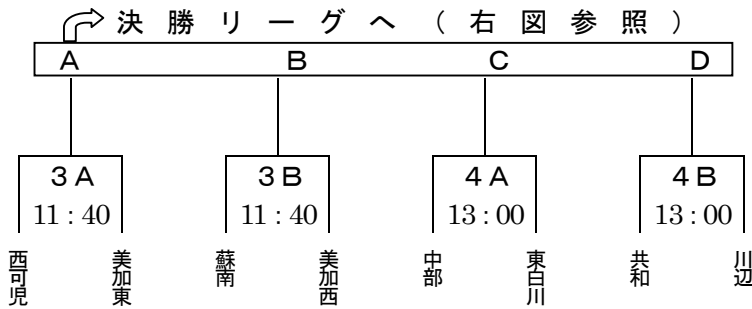 決勝リーグへ（右図参照）
A B C D
3A 3B 4A 4B
11:40 11:40 13:00 13:00
西可児 美加東 蘇南 美加西 中部 東白川 共和 川辺